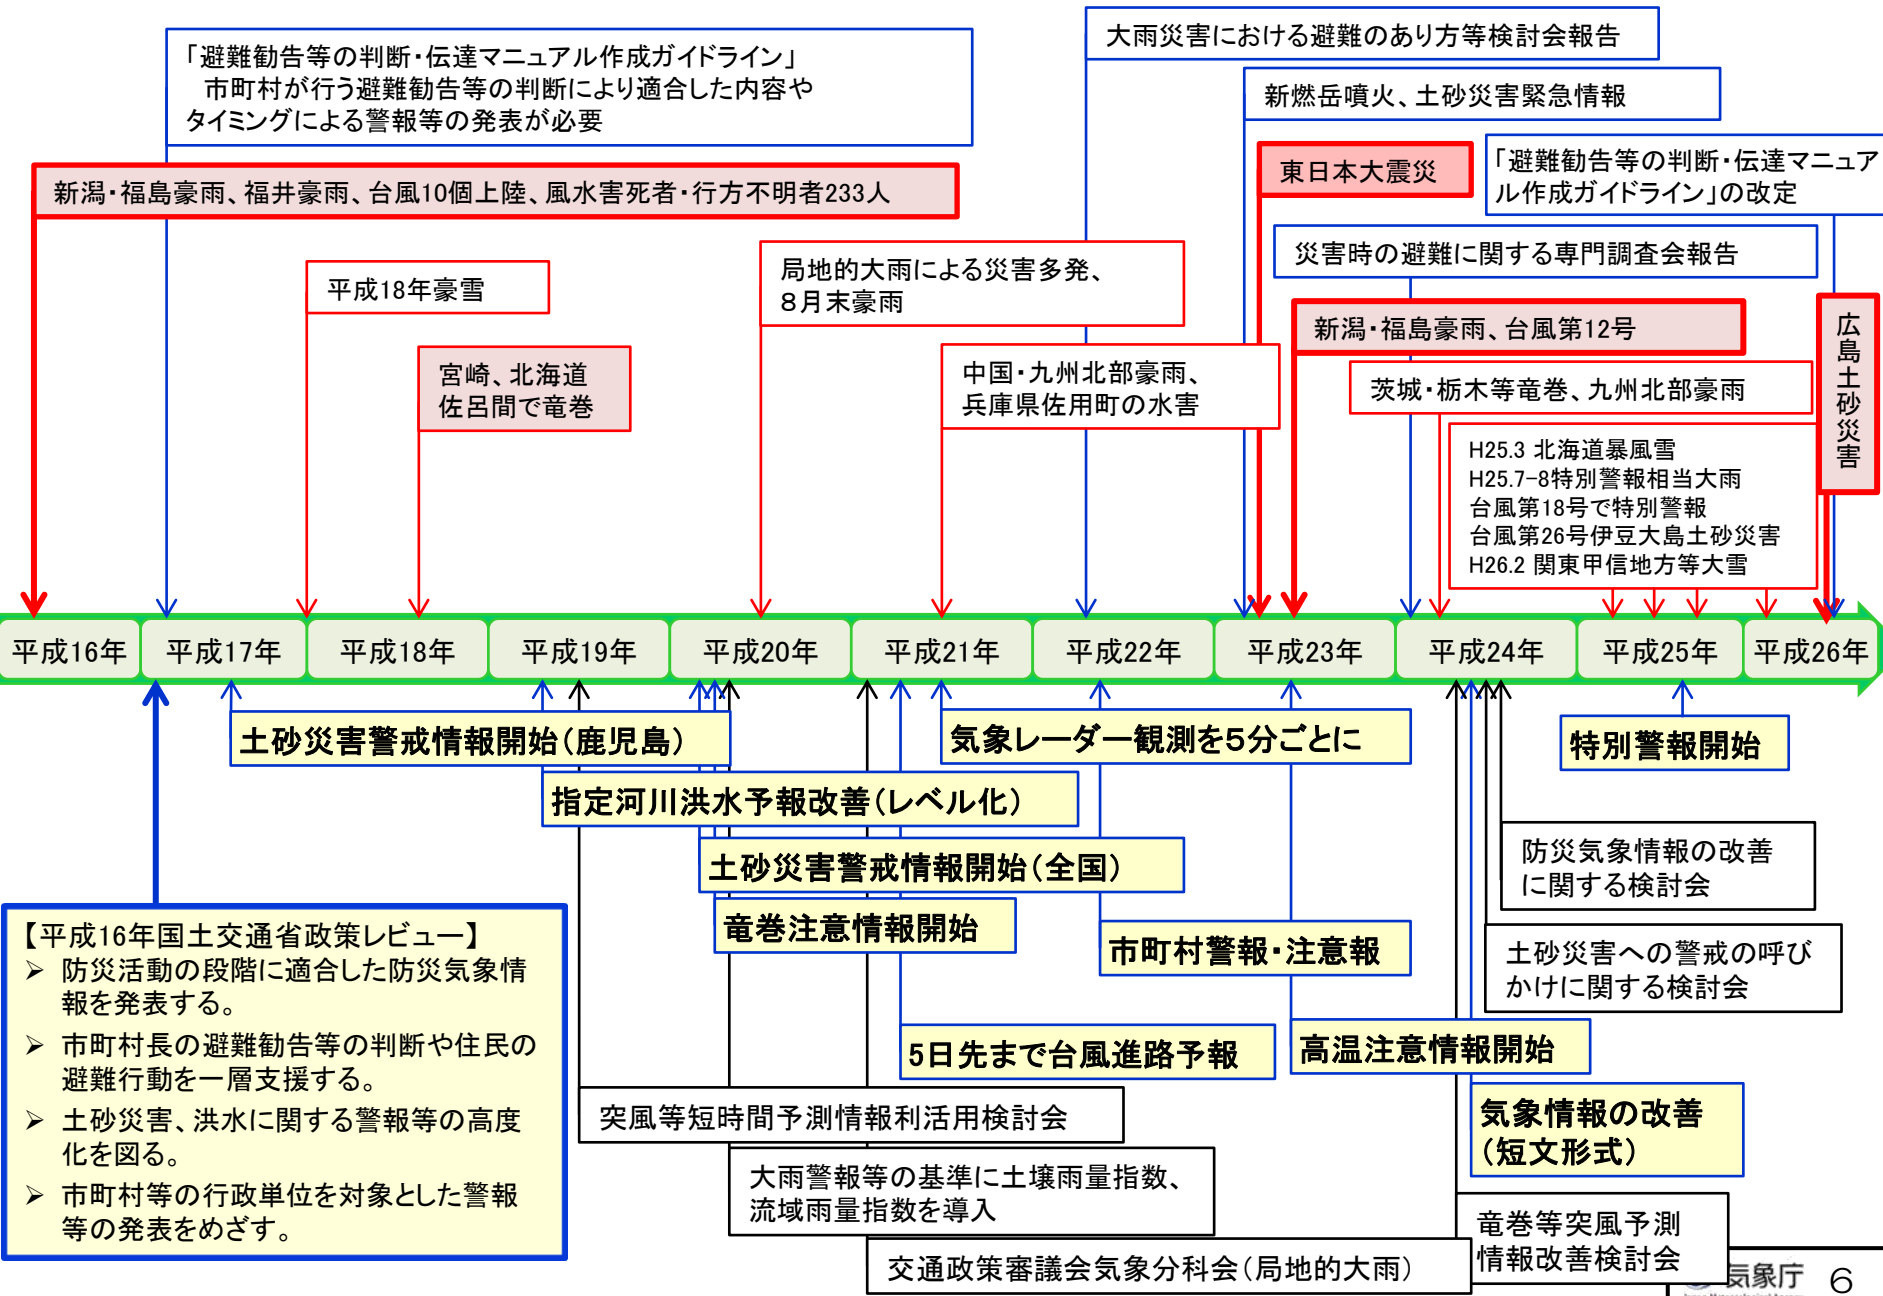 「避難勧告等の判断・伝達マニュアル作成ガイドライン」
市町村が行う避難勧告等の判断により適合した内容や
タイミングによる警報等の発表が必要
大雨災害における避難のあり方等検討会報告
新燃岳噴火、土砂災害緊急情報
新潟・福島豪雨、福井豪雨、台風10個上陸、風水害死者・行方不明者233人
東日本大震災
「避難勧告等の判断・伝達マニュア
ル作成ガイドライン」の改定
災害時の避難に関する専門調査会報告
平成18年豪雪
局地的大雨による災害多発、
８月末豪雨
新潟・福島豪雨、台風第12号
広島土砂災害
宮崎、北海道
佐呂間で竜巻
中国・九州北部豪雨、
兵庫県佐用町の水害
茨城・栃木等竜巻、九州北部豪雨
H25.3 北海道暴風雪
H25.7-8特別警報相当大雨
台風第18号で特別警報
台風第26号伊豆大島土砂災害
H26.2 関東甲信地方等大雪
平成16年 平成17年 平成18年 平成19年 平成20年 平成21年 平成22年 平成23年 平成24年 平成25年 平成26年
土砂災害警戒情報開始（鹿児島）
気象レーダー観測を５分ごとに
特別警報開始
指定河川洪水予報改善（レベル化）
土砂災害警戒情報開始（全国）
防災気象情報の改善
に関する検討会
竜巻注意情報開始
市町村警報・注意報
土砂災害への警戒の呼び
かけに関する検討会
【平成16年国土交通省政策レビュー】
➢ 防災活動の段階に適合した防災気象情
報を発表する。
➢ 市町村長の避難勧告等の判断や住民の
避難行動を一層支援する。
➢ 土砂災害、洪水に関する警報等の高度
化を図る。
➢ 市町村等の行政単位を対象とした警報
等の発表をめざす。
5日先まで台風進路予報
高温注意情報開始
突風等短時間予測情報利活用検討会
気象情報の改善
（短文形式）
大雨警報等の基準に土壌雨量指数、
流域雨量指数を導入
竜巻等突風予測
情報改善検討会
交通政策審議会気象分科会（局地的大雨）
気象庁
6